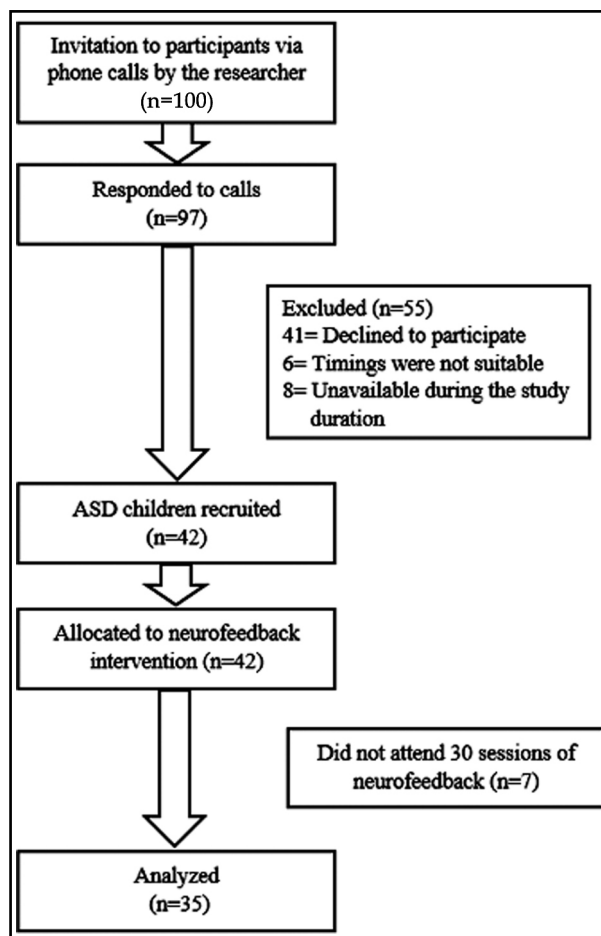 Invitation to participants via
phone calls by the researcher
(n=100)
Responded to calls
(n=97)
Excluded (n=55)
41= Declined to participate
6= Timings were not suitable
8= Unavailable during the study
duration
ASD children recruited
(n=42)
Allocated to neurofeedback
intervention (n=42)
Did not attend 30 sessions of
neurofeedback (n=7)
Analyzed
(n=35)